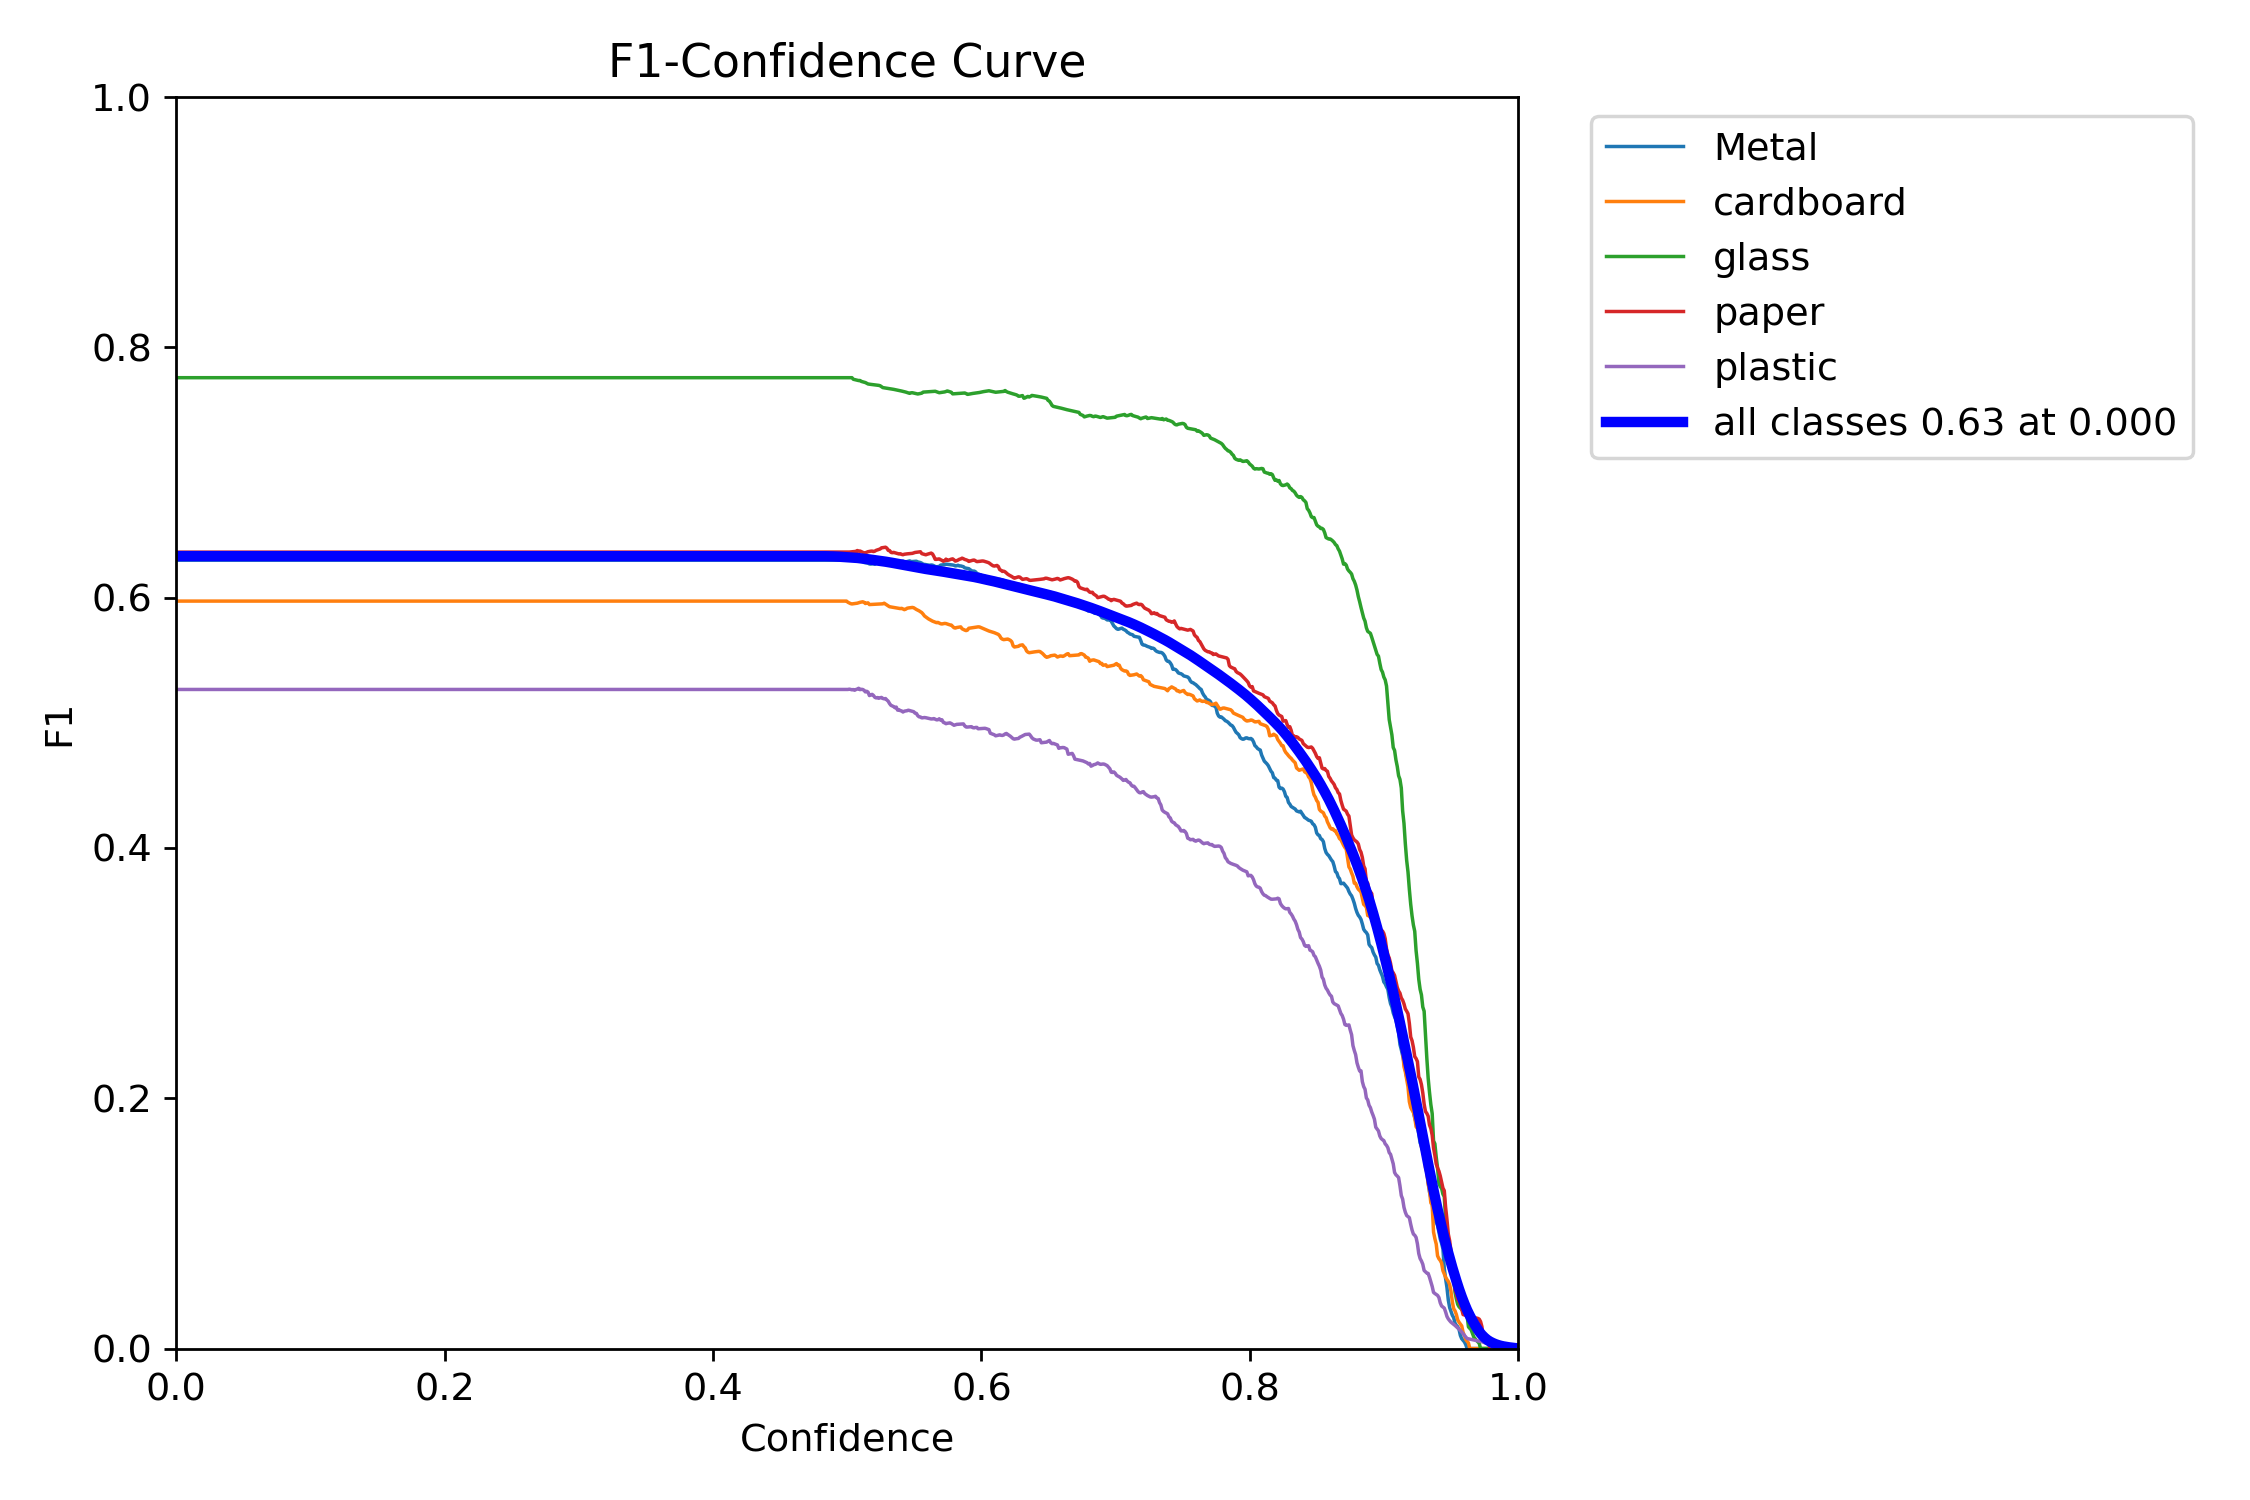 F1-Confidence Curve
1.0
0.8
0.6
0.4
0.2
0.0
F1
0.0 0.2 0.4 0.6 0.8 1.0
Confidence
Metal
cardboard
glass
paper
plastic
all classes 0.63 at 0.000